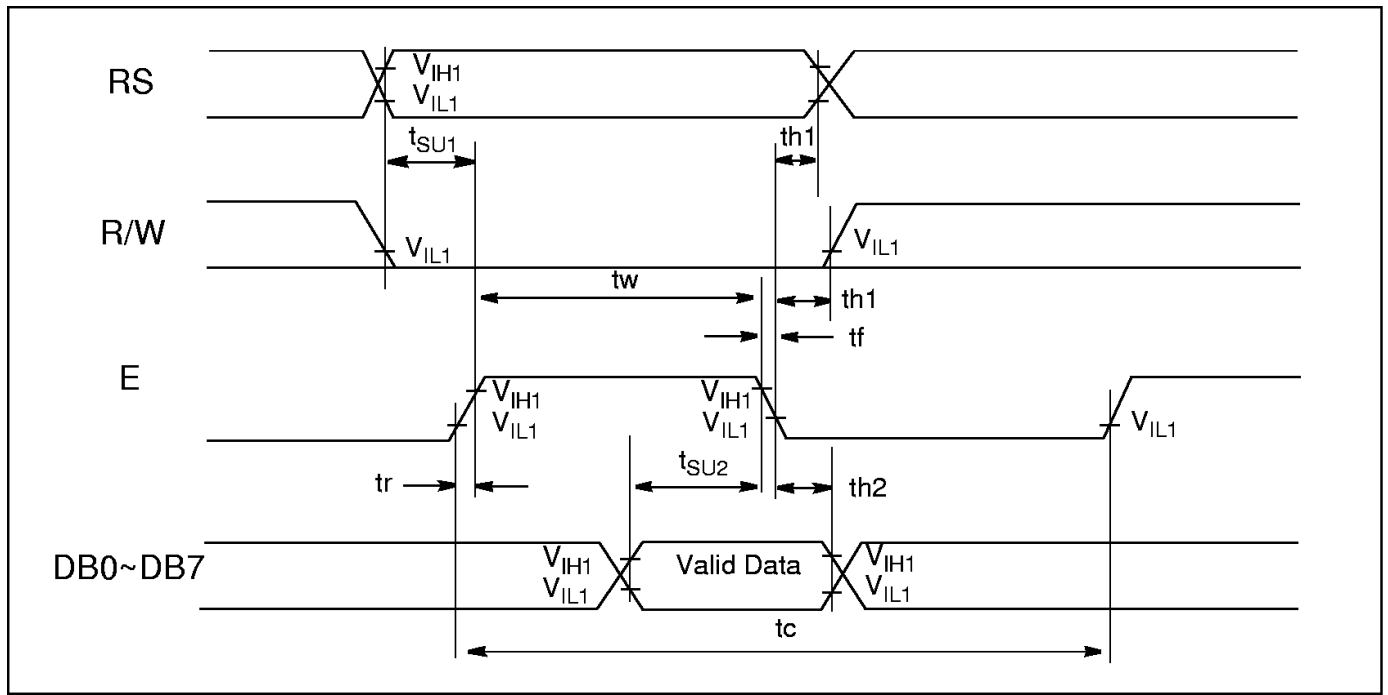 RS
V_IH1
V_IL1
t_SU1
th1
R/W
V_IL1
V_IL1
tw
th1
tf
E
V_IH1
V_IL1
V_IH1
V_IL1
V_IL1
t_SU2
tr
th2
DB0~DB7
V_IH1
V_IL1
Valid Data
V_IH1
V_IL1
tc